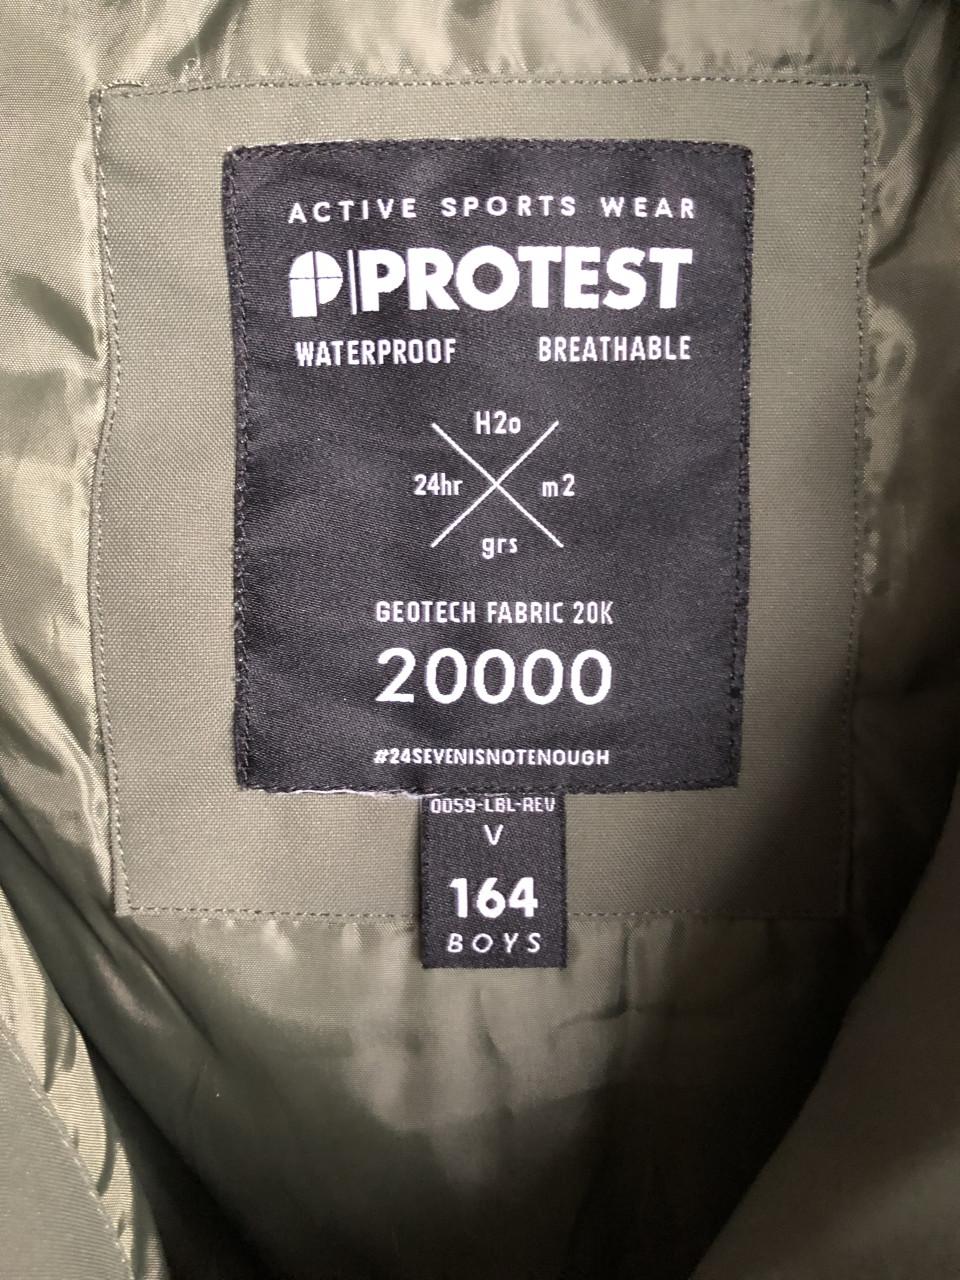 ACTIVE SPORTS WEAR
P|PROTEST
WATERPROOF BREATHABLE
H2o
24hr m2
grs
GEOTECH FABRIC 20K
20000
#24SEVENISNOTENOUGH
0059-LBL-REV
V
164
BOYS